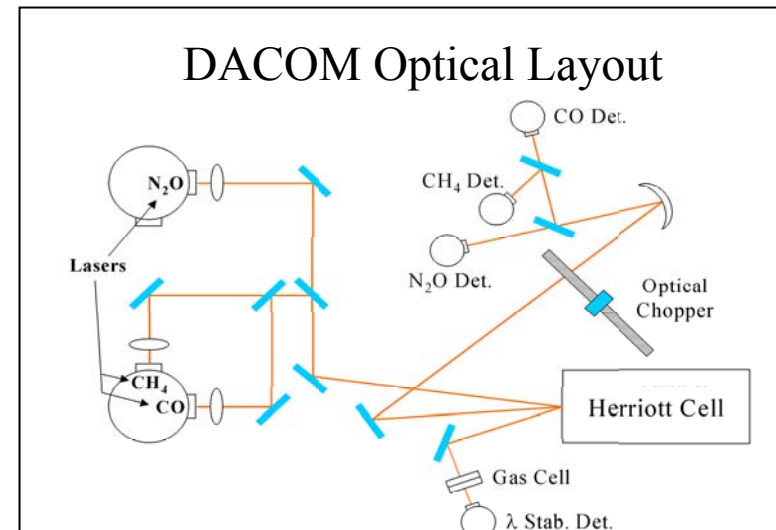 DACOM Optical Layout
CO Det.
N₂O
CH₄ Det.
Lasers
N₂O Det.
Optical
Chopper
CH₄
CO
Herriott Cell
Gas Cell
λ Stab. Det.